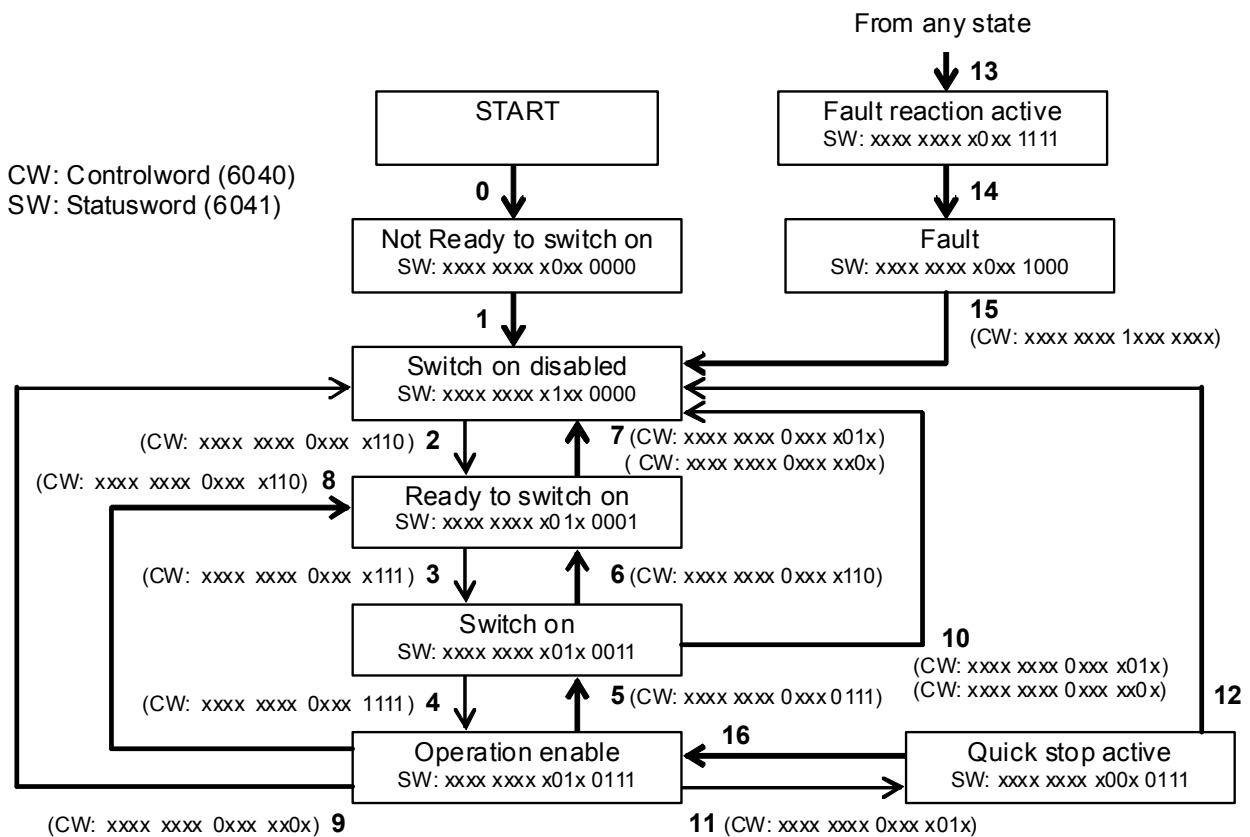 From any state
13
START
Fault reaction active
SW: xxxx xxxx x0xx 1111
CW: Controlword (6040)
SW: Statusword (6041)
0
14
Not Ready to switch on
SW: xxxx xxxx x0xx 0000
Fault
SW: xxxx xxxx x0xx 1000
1
15
(CW: xxxx xxxx 1xxx xxxx)
Switch on disabled
SW: xxxx xxxx x1xx 0000
(CW: xxxx xxxx 0xxx x110) 2
7 (CW: xxxx xxxx 0xxx x01x)
( CW: xxxx xxxx 0xxx xx0x)
(CW: xxxx xxxx 0xxx x110) 8
Ready to switch on
SW: xxxx xxxx x01x 0001
(CW: xxxx xxxx 0xxx x111) 3
6 (CW: xxxx xxxx 0xxx x110)
Switch on
SW: xxxx xxxx x01x 0011
10
(CW: xxxx xxxx 0xxx x01x)
(CW: xxxx xxxx 0xxx xx0x)
12
(CW: xxxx xxxx 0xxx 1111) 4
5 (CW: xxxx xxxx 0xxx 0111)
Operation enable
SW: xxxx xxxx x01x 0111
16
Quick stop active
SW: xxxx xxxx x00x 0111
(CW: xxxx xxxx 0xxx xx0x) 9
11 (CW: xxxx xxxx 0xxx x01x)